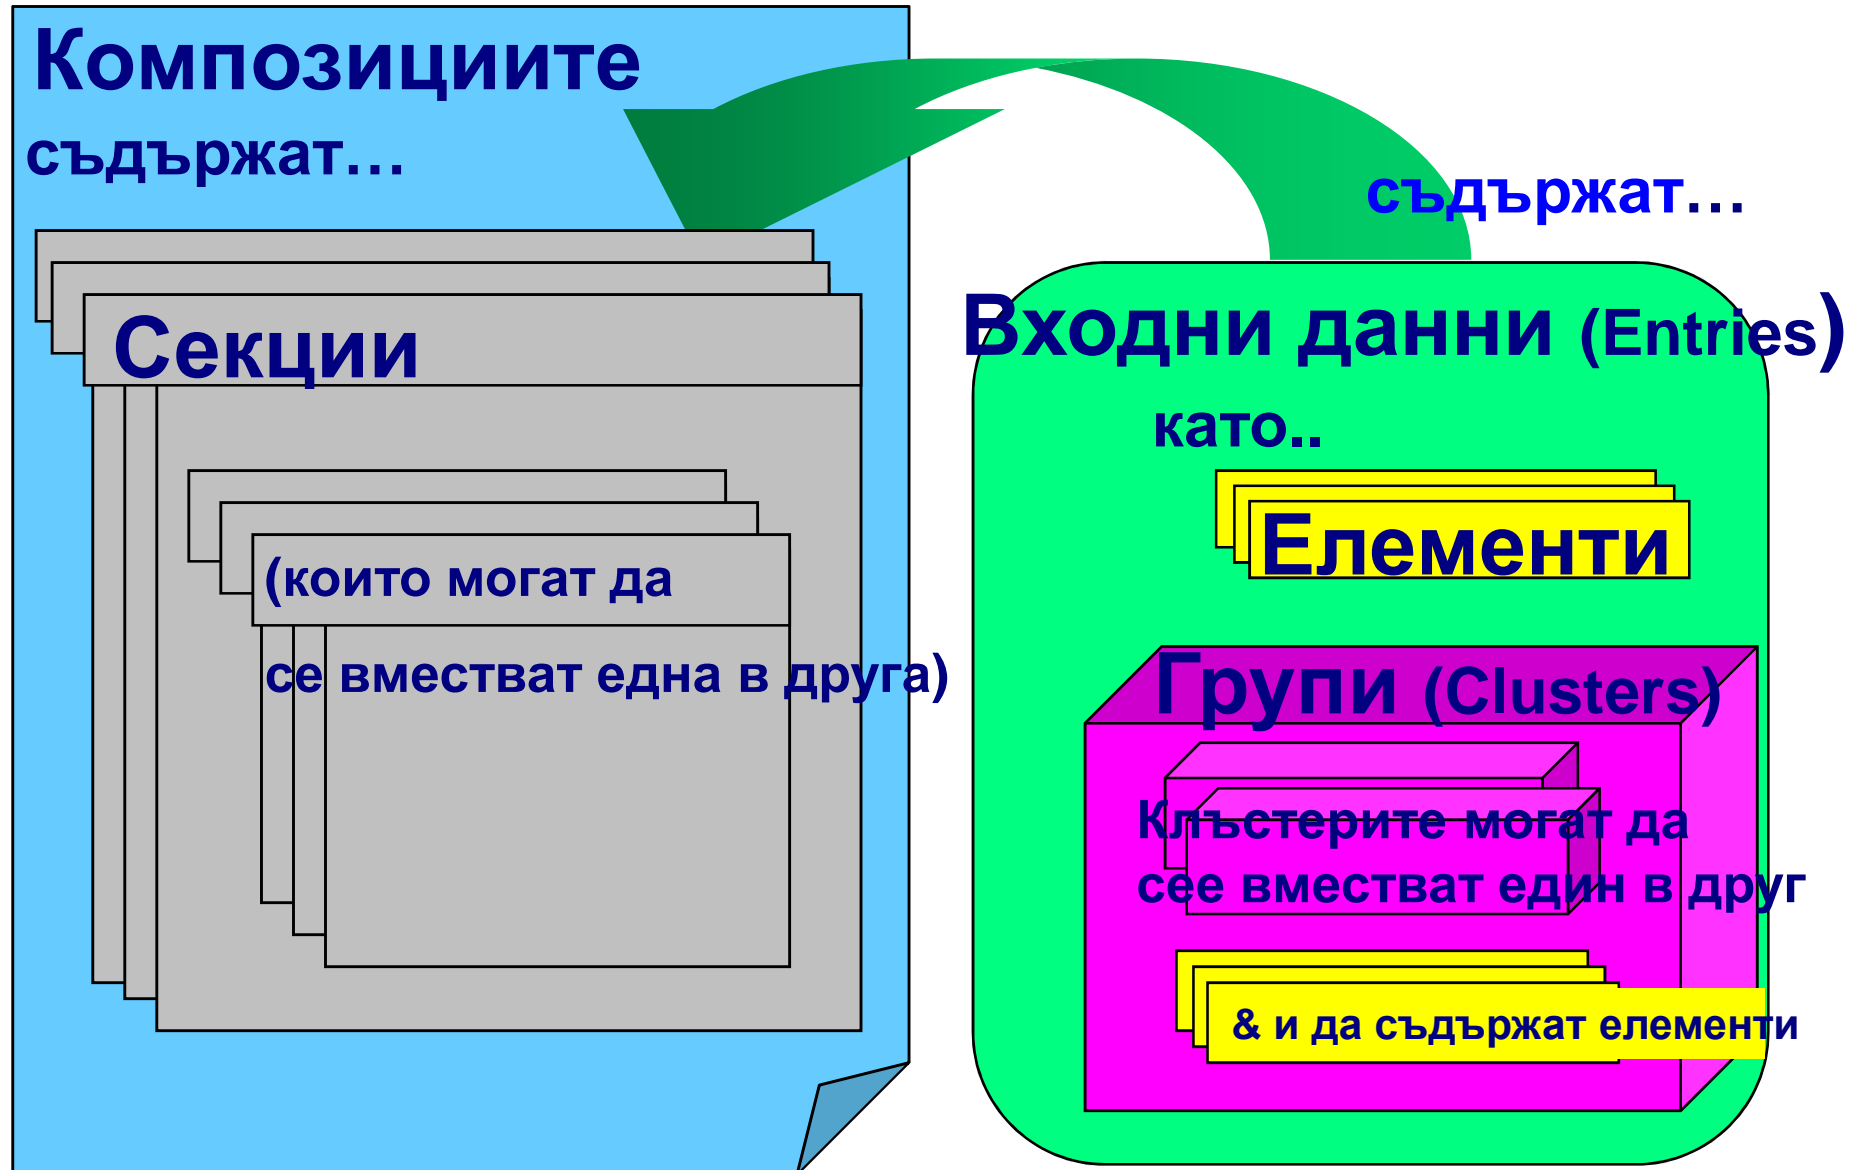 Композициите
съдържат...
съдържат...
Секции
Входни данни (Entries)
като..
(които могат да
се вместват една в друга)
Елементи
Групи (Clusters)
Клъстерите могат да
сее вместват един в друг
& и да съдържат елементи